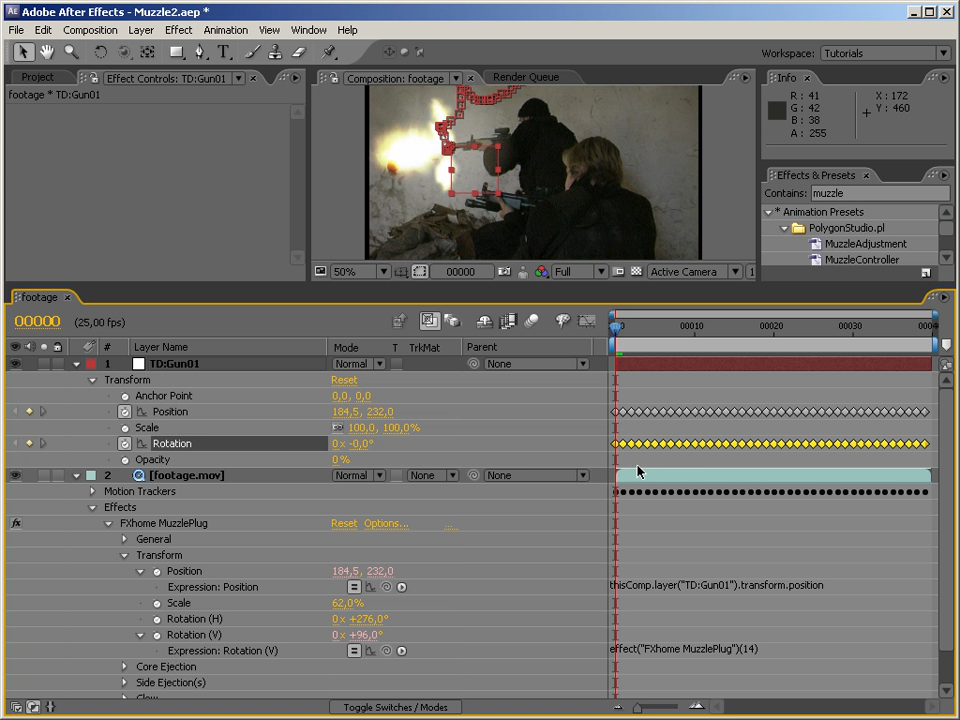 Adobe After Effects - Muzzle2.aep *
File Edit Composition Layer Effect Animation View Window Help
Workspace: Tutorials
Project Effect Controls: TD:Gun01 Composition: footage Render Queue Info
footage * TD:Gun01
R : 41 X : 172
G : 42 Y : 460
B : 38
A : 255
Effects & Presets
Contains: muzzle
* Animation Presets
PolygonStudio.pl
MuzzleAdjustment
MuzzleController
50% 00000 Full Active Camera 1
footage
00000 (25,00 fps)
00010 00020 00030 0004
# Layer Name Mode T TrkMat Parent
1 TD:Gun01 Normal None
Transform Reset
Anchor Point 0,0, 0,0
Position 184,5, 232,0
Scale 100,0, 100,0%
Rotation 0 x -0,0°
Opacity 0 %
2 [footage.mov] Normal None None
Motion Trackers
Effects
fx FXhome MuzzlePlug Reset Options... ...
General
Transform
Position 184,5, 232,0
Expression: Position thisComp.layer("TD:Gun01").transform.position
Scale 62,0%
Rotation (H) 0 x +276,0°
Rotation (V) 0 x +96,0°
Expression: Rotation (V) effect("FXhome MuzzlePlug")(14)
Core Ejection
Side Ejection(s)
Glow
Toggle Switches / Modes